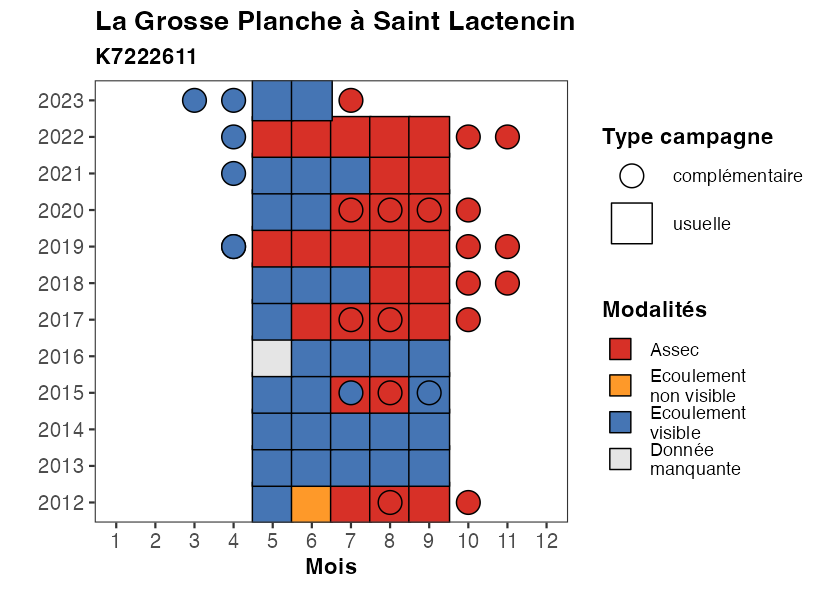 La Grosse Planche à Saint Lactencin
K7222611
2023
2022
2021
2020
2019
2018
2017
2016
2015
2014
2013
2012
1 2 3 4 5 6 7 8 9 10 11 12
Mois
Type campagne
complémentaire
usuelle
Modalités
Assec
Ecoulement
non visible
Ecoulement
visible
Donnée
manquante